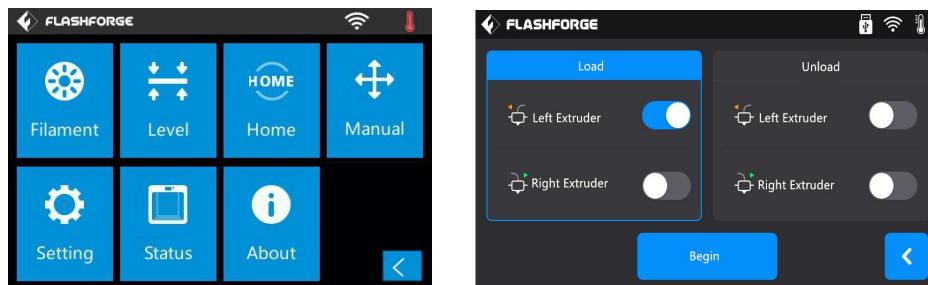 FLASHFORGE
Filament Level Home Manual
HOME
Setting Status About
FLASHFORGE
Load Unload
Left Extruder Left Extruder
Right Extruder Right Extruder
Begin